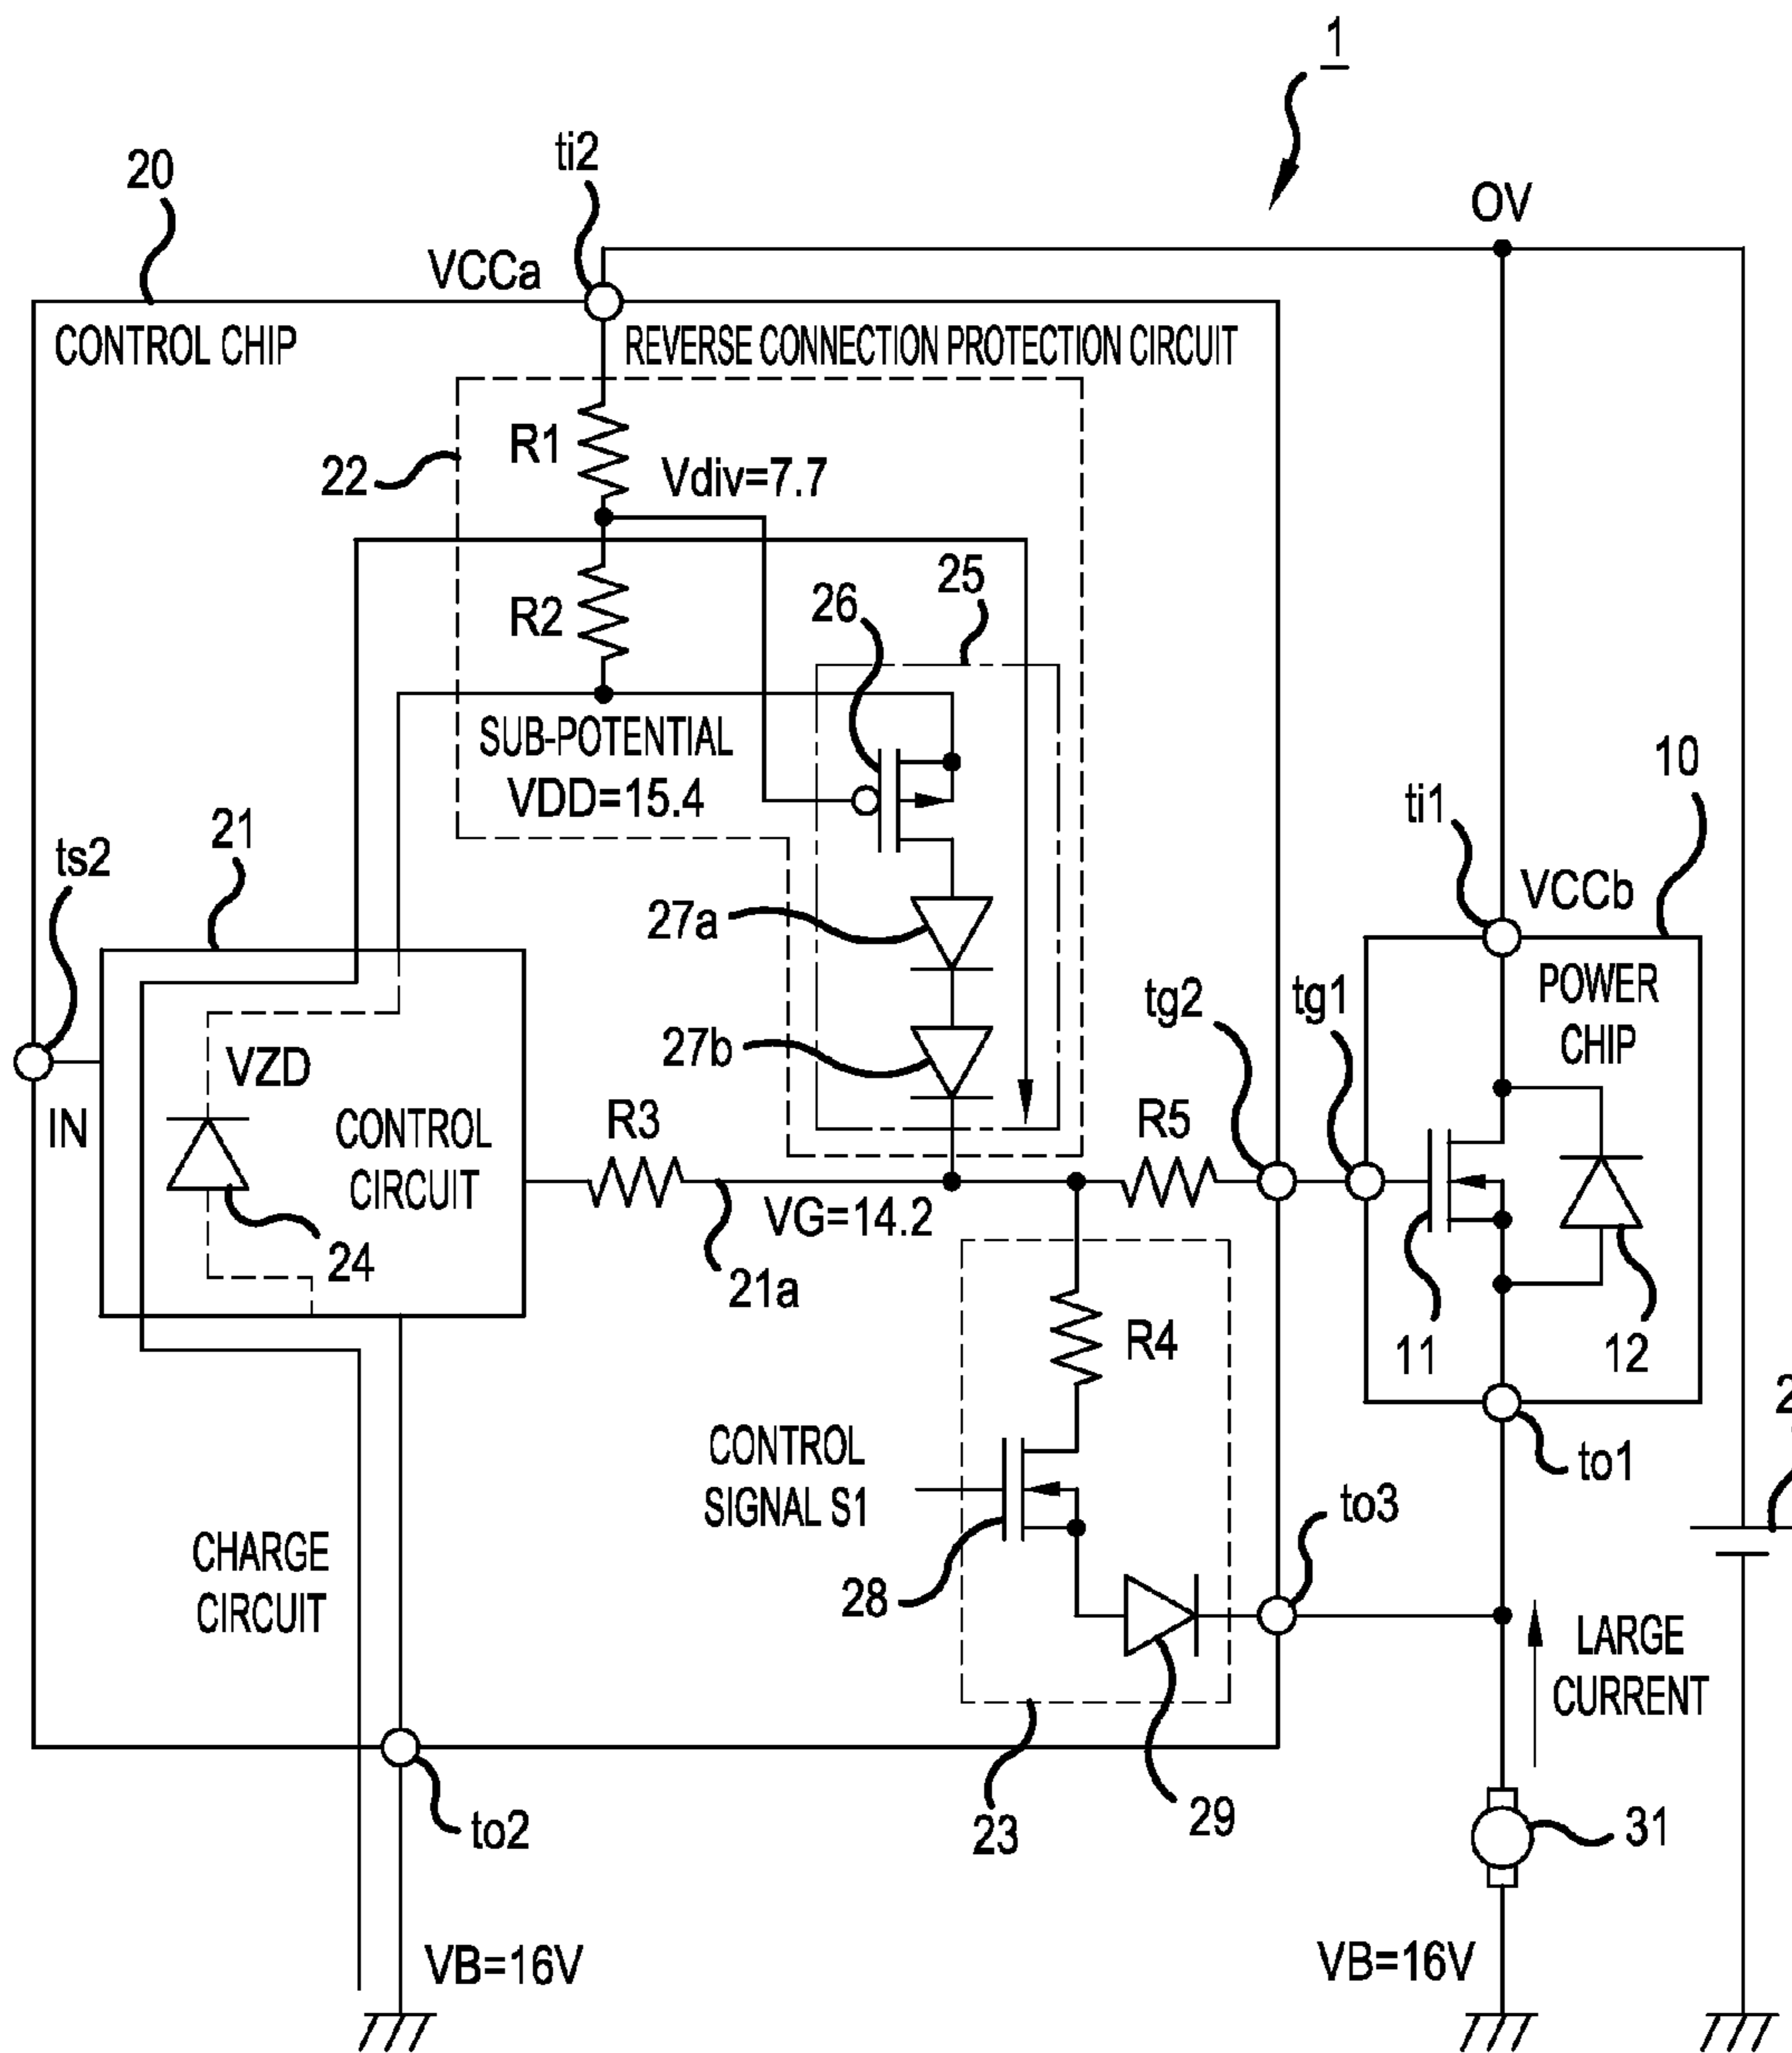 1
20
ti2
OV
VCCa
CONTROL CHIP
REVERSE CONNECTION PROTECTION CIRCUIT
R1
22
Vdiv=7.7
25
26
R2
SUB-POTENTIAL
VDD=15.4
10
ti1
21
ts2
VCCb
27a
POWER
CHIP
tg2
tg1
27b
VZD
IN
CONTROL
CIRCUIT
R3
R5
VG=14.2
24
21a
R4
11
12
2
CONTROL
SIGNAL S1
to1
to3
CHARGE
CIRCUIT
28
LARGE
CURRENT
29
23
to2
31
VB=16V
VB=16V